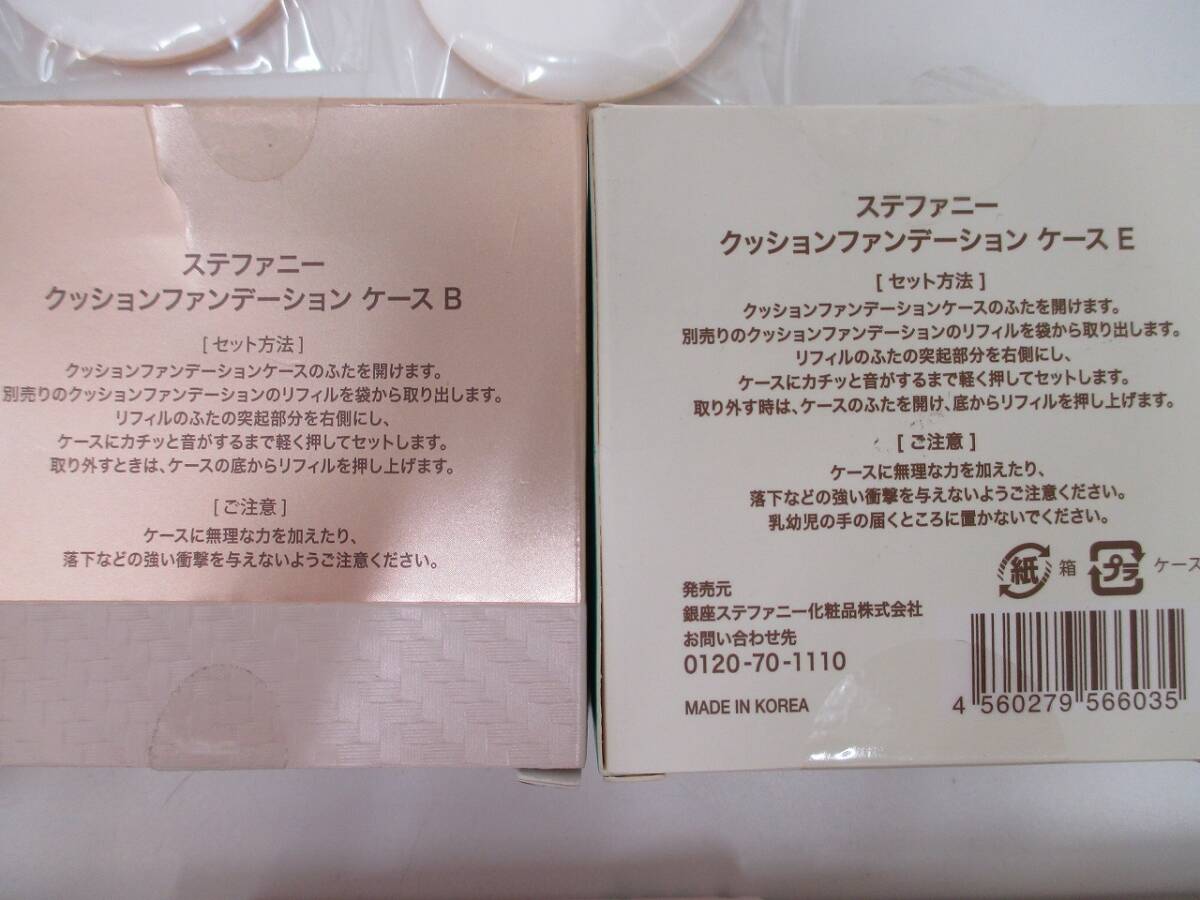 ステファニー
クッションファンデーション ケース B
[ セット方法 ]
クッションファンデーションケースのふたを開けます。
別売りのクッションファンデーションのリフィルを袋から取り出します。
リフィルのふたの突起部分を右側にし、
ケースにカチッと音がするまで軽く押してセットします。
取り外すときは、ケースの底からリフィルを押し上げます。
[ ご注意 ]
ケースに無理な力を加えたり、
落下などの強い衝撃を与えないようご注意ください。
ステファニー
クッションファンデーション ケース E
[ セット方法 ]
クッションファンデーションケースのふたを開けます。
別売りのクッションファンデーションのリフィルを袋から取り出します。
リフィルのふたの突起部分を右側にし、
ケースにカチッと音がするまで軽く押してセットします。
取り外す時は、ケースのふたを開け、底からリフィルを押し上げます。
[ ご注意 ]
ケースに無理な力を加えたり、
落下などの強い衝撃を与えないようご注意ください。
乳幼児の手の届くところに置かないでください。
紙 箱 プラ ケース
発売元
銀座ステファニー化粧品株式会社
お問い合わせ先
0120-70-1110
MADE IN KOREA
4 560279 566035